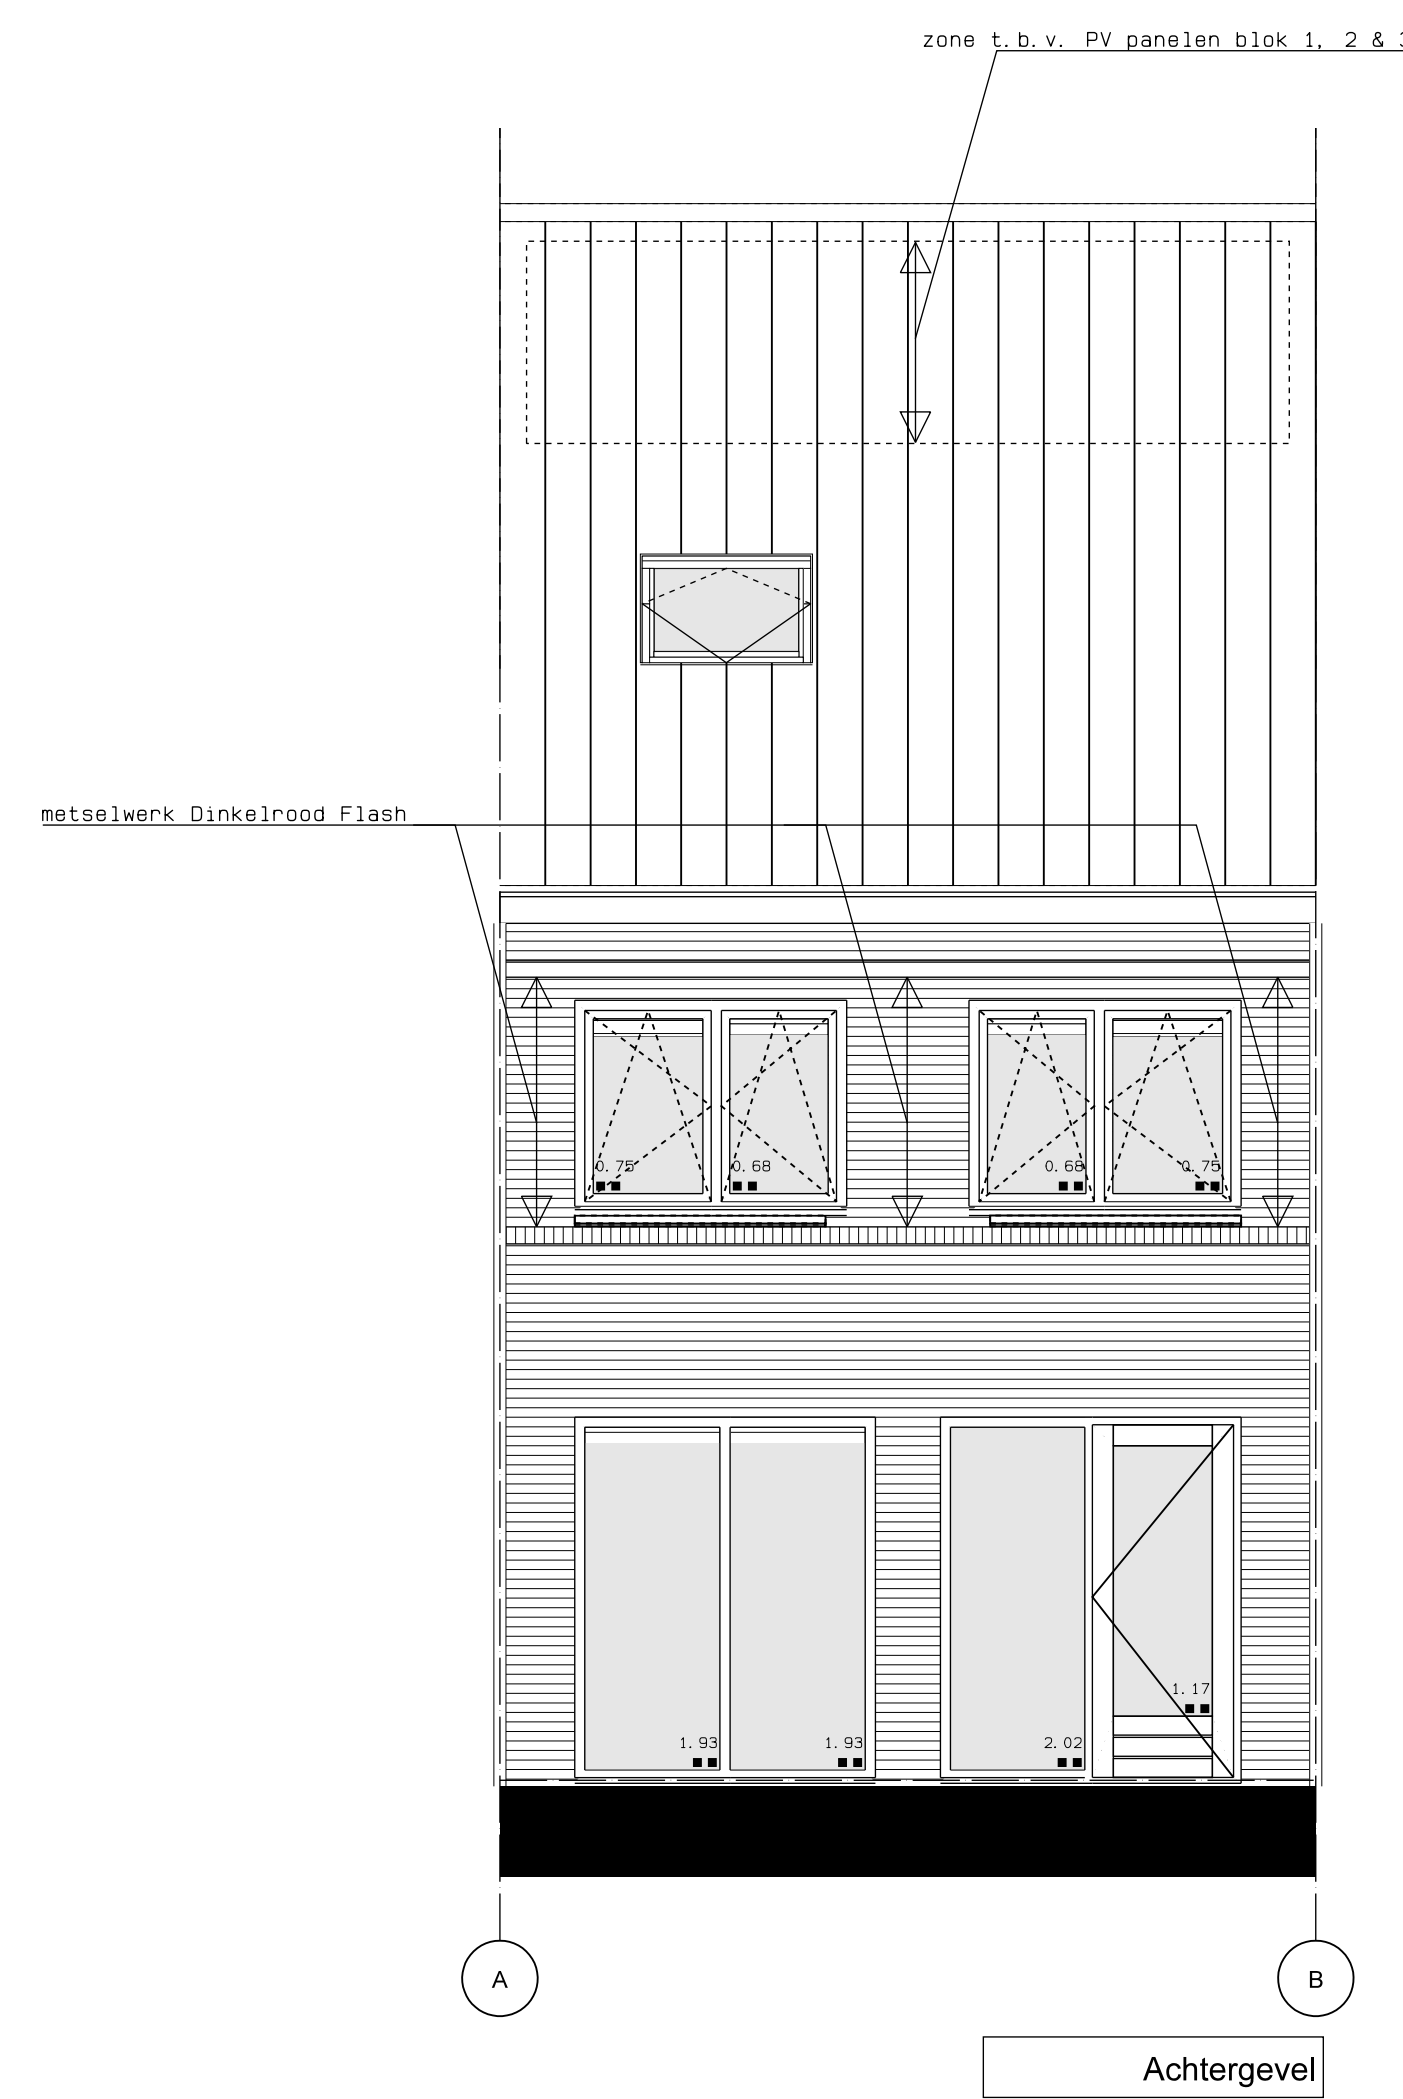 zone t.b.v. PV panelen blok 1, 2 & 3
metselwerk Dinkelrood Flash
0.75 0.68 0.68 0.75
1.17
1.93 1.93 2.02
A B
Achtergevel